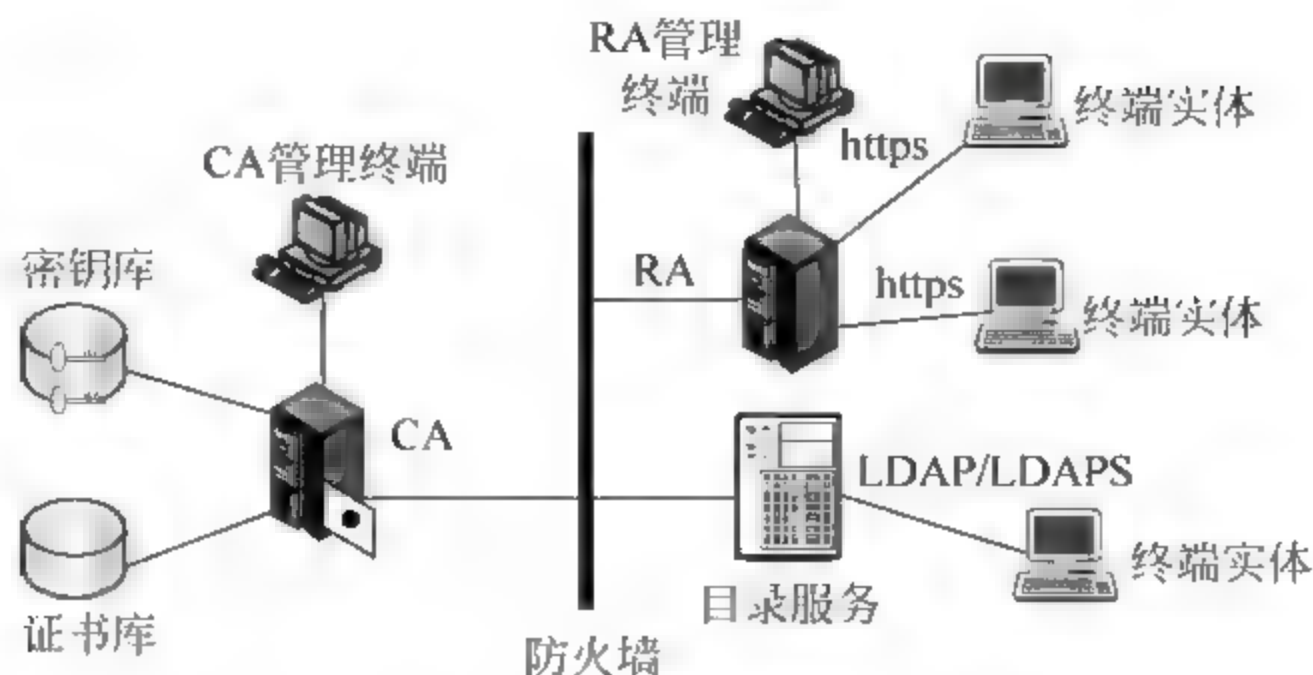 RA管理
终端
https
终端实体
CA管理终端
密钥库
RA
https
终端实体
CA
LDAP/LDAPS
终端实体
目录服务
证书库
防火墙